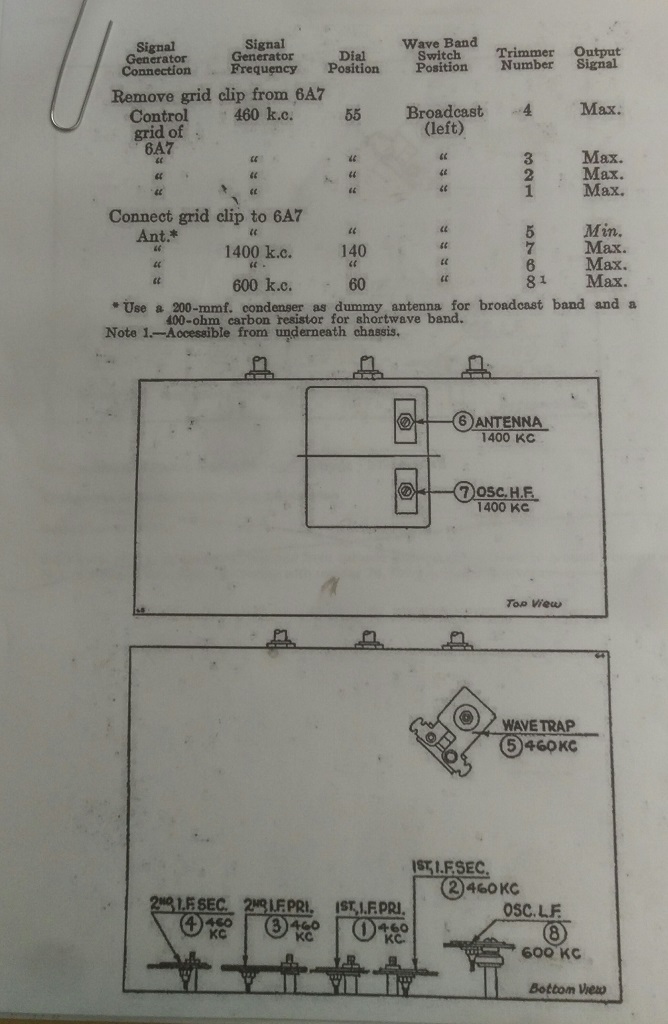 Signal Generator Connection Signal Generator Frequency Dial Position Wave Band Switch Position Trimmer Number Output Signal
Remove grid clip from 6A7
Control grid of 6A7 460 k.c. 55 Broadcast (left) 4 Max.
“ “ “ “ 3 Max.
“ “ “ “ 2 Max.
“ “ “ “ 1 Max.
Connect grid clip to 6A7
Ant.* “ “ “ 5 Min.
“ 1400 k.c. 140 “ 7 Max.
“ “ “ 6 Max.
“ 600 k.c. 60 “ 8¹ Max.
* Use a 200-mmf. condenser as dummy antenna for broadcast band and a
400-ohm carbon resistor for shortwave band.
Note 1.—Accessible from underneath chassis.
6 ANTENNA
1400 KC
7 OSC. H.F.
1400 KC
Top View
WAVE TRAP
5 460 KC
1ST. I.F. SEC.
2 460 KC
2ND. I.F. SEC.
4 460 KC
2ND. I.F. PRI.
3 460 KC
1ST. I.F. PRI.
1 460 KC
OSC. L.F.
8
600 KC
Bottom View